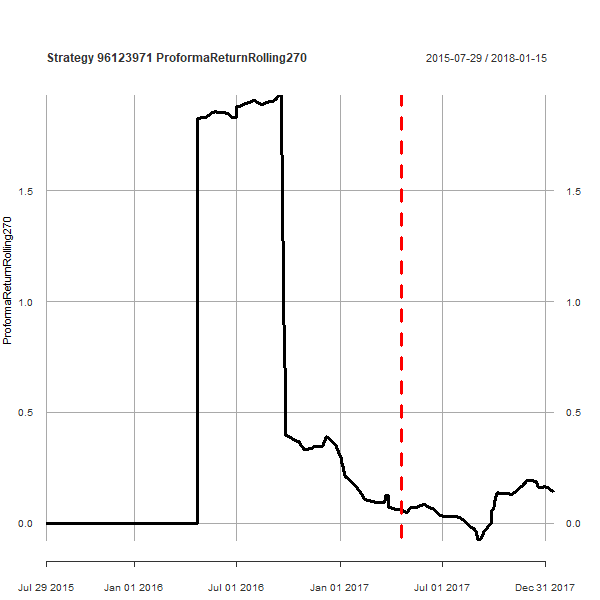 Strategy 96123971 ProformaReturnRolling270
2015-07-29 / 2018-01-15
ProformaReturnRolling270
1.5
1.5
1.0
1.0
0.5
0.5
0.0
0.0
Jul 29 2015
Jan 01 2016
Jul 01 2016
Jan 01 2017
Jul 01 2017
Dec 31 2017